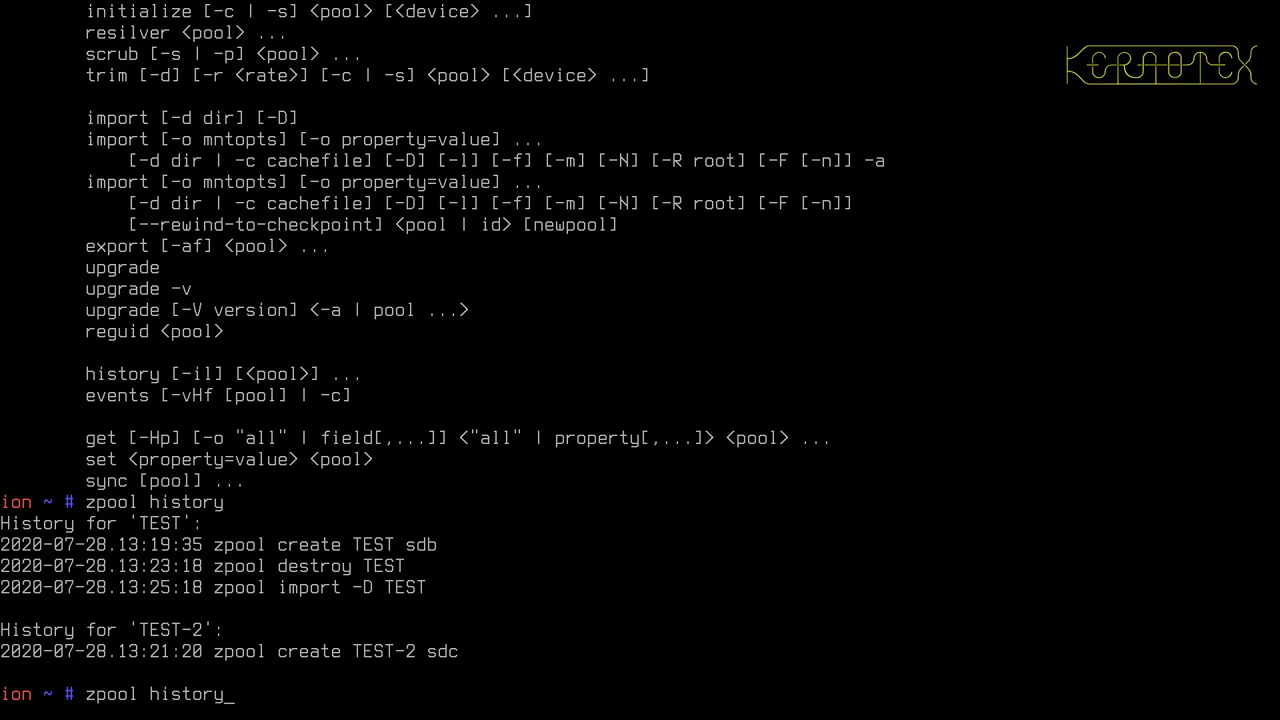 initialize [-c | -s] <pool> [<device> ...]
resilver <pool> ...
scrub [-s | -p] <pool> ...
trim [-d] [-r <rate>] [-c | -s] <pool> [<device> ...]
KERNOTEX
import [-d dir] [-D]
import [-o mntopts] [-o property=value] ...
[-d dir | -c cachefile] [-D] [-l] [-f] [-m] [-N] [-R root] [-F [-n]] -a
import [-o mntopts] [-o property=value] ...
[-d dir | -c cachefile] [-D] [-l] [-f] [-m] [-N] [-R root] [-F [-n]]
[--rewind-to-checkpoint] <pool | id> [newpool]
export [-af] <pool> ...
upgrade
upgrade -v
upgrade [-V version] <-a | pool ...>
reguid <pool>
history [-il] [<pool>] ...
events [-vHf [pool] | -c]
get [-Hp] [-o "all" | field[,...]] <"all" | property[,...]> <pool> ...
set <property=value> <pool>
sync [pool] ...
ion ~ # zpool history
History for 'TEST':
2020-07-28.13:19:35 zpool create TEST sdb
2020-07-28.13:23:18 zpool destroy TEST
2020-07-28.13:25:18 zpool import -D TEST
History for 'TEST-2':
2020-07-28.13:21:20 zpool create TEST-2 sdc
ion ~ # zpool history_